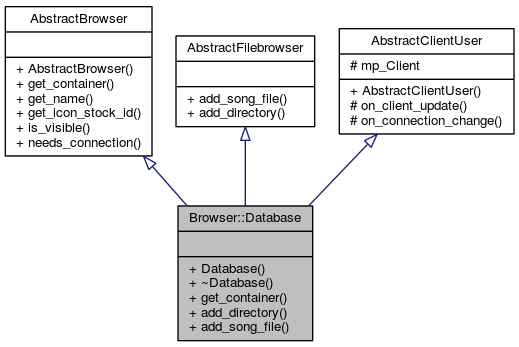 AbstractBrowser
+ AbstractBrowser()
+ get_container()
+ get_name()
+ get_icon_stock_id()
+ is_visible()
+ needs_connection()
AbstractFilebrowser
+ add_song_file()
+ add_directory()
AbstractClientUser
# mp_Client
+ AbstractClientUser()
# on_client_update()
# on_connection_change()
Browser::Database
+ Database()
+ ~Database()
+ get_container()
+ add_directory()
+ add_song_file()